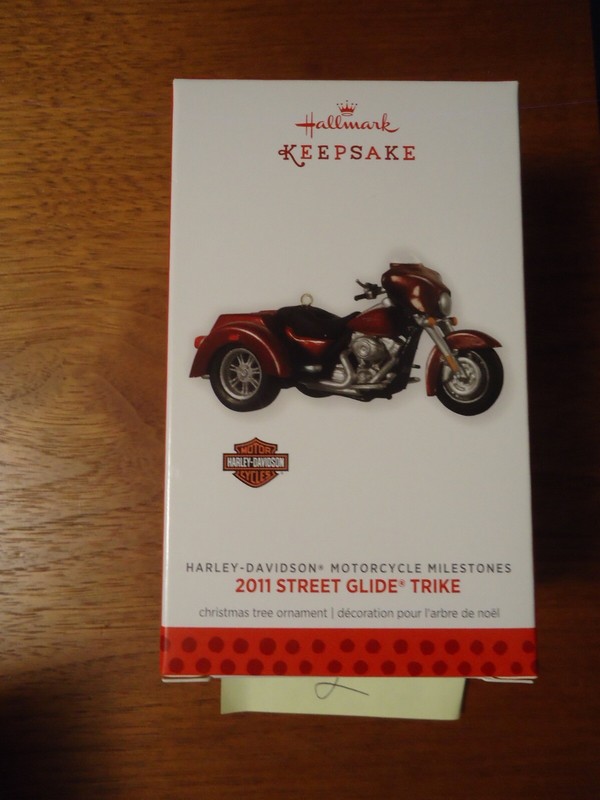 Hallmark
KEEPSAKE
MOTOR
HARLEY-DAVIDSON
CYCLES
HARLEY-DAVIDSON® MOTORCYCLE MILESTONES
2011 STREET GLIDE® TRIKE
christmas tree ornament | décoration pour l'arbre de noël
2